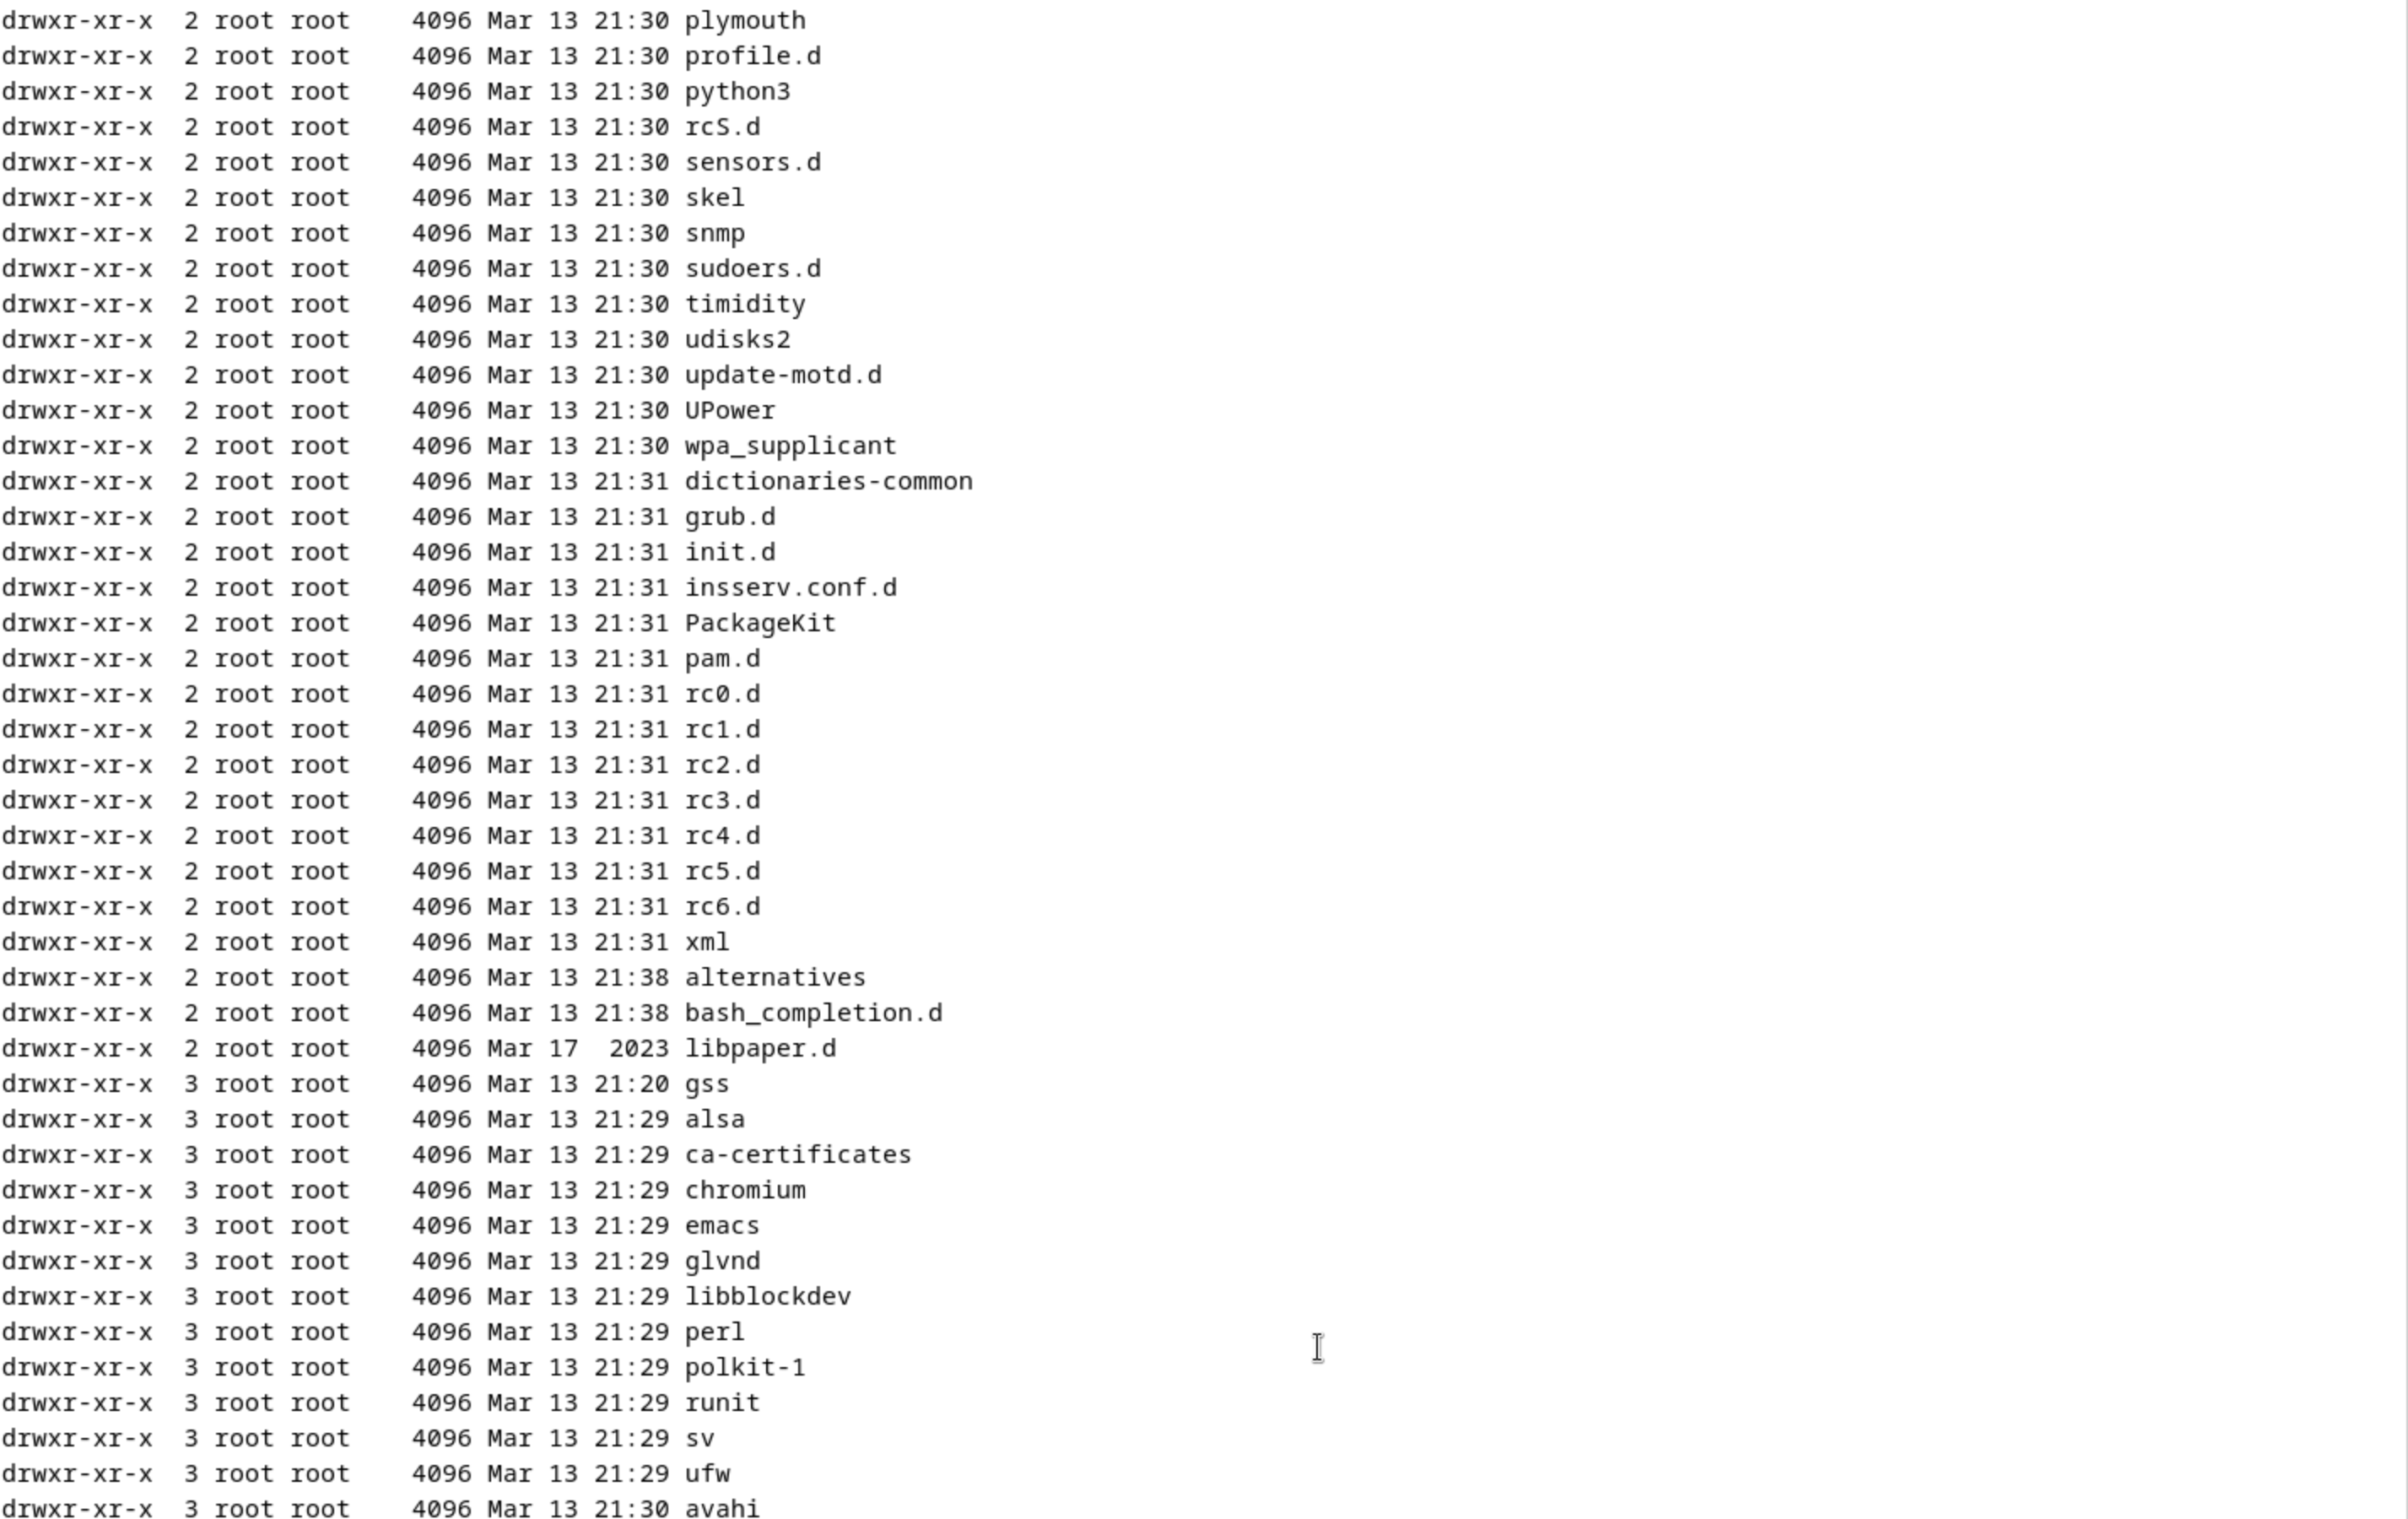 drwxr-xr-x  2 root root    4096 Mar 13 21:30 plymouth
drwxr-xr-x  2 root root    4096 Mar 13 21:30 profile.d
drwxr-xr-x  2 root root    4096 Mar 13 21:30 python3
drwxr-xr-x  2 root root    4096 Mar 13 21:30 rcS.d
drwxr-xr-x  2 root root    4096 Mar 13 21:30 sensors.d
drwxr-xr-x  2 root root    4096 Mar 13 21:30 skel
drwxr-xr-x  2 root root    4096 Mar 13 21:30 snmp
drwxr-xr-x  2 root root    4096 Mar 13 21:30 sudoers.d
drwxr-xr-x  2 root root    4096 Mar 13 21:30 timidity
drwxr-xr-x  2 root root    4096 Mar 13 21:30 udisks2
drwxr-xr-x  2 root root    4096 Mar 13 21:30 update-motd.d
drwxr-xr-x  2 root root    4096 Mar 13 21:30 UPower
drwxr-xr-x  2 root root    4096 Mar 13 21:30 wpa_supplicant
drwxr-xr-x  2 root root    4096 Mar 13 21:31 dictionaries-common
drwxr-xr-x  2 root root    4096 Mar 13 21:31 grub.d
drwxr-xr-x  2 root root    4096 Mar 13 21:31 init.d
drwxr-xr-x  2 root root    4096 Mar 13 21:31 insserv.conf.d
drwxr-xr-x  2 root root    4096 Mar 13 21:31 PackageKit
drwxr-xr-x  2 root root    4096 Mar 13 21:31 pam.d
drwxr-xr-x  2 root root    4096 Mar 13 21:31 rc0.d
drwxr-xr-x  2 root root    4096 Mar 13 21:31 rc1.d
drwxr-xr-x  2 root root    4096 Mar 13 21:31 rc2.d
drwxr-xr-x  2 root root    4096 Mar 13 21:31 rc3.d
drwxr-xr-x  2 root root    4096 Mar 13 21:31 rc4.d
drwxr-xr-x  2 root root    4096 Mar 13 21:31 rc5.d
drwxr-xr-x  2 root root    4096 Mar 13 21:31 rc6.d
drwxr-xr-x  2 root root    4096 Mar 13 21:31 xml
drwxr-xr-x  2 root root    4096 Mar 13 21:38 alternatives
drwxr-xr-x  2 root root    4096 Mar 13 21:38 bash_completion.d
drwxr-xr-x  2 root root    4096 Mar 17  2023 libpaper.d
drwxr-xr-x  3 root root    4096 Mar 13 21:20 gss
drwxr-xr-x  3 root root    4096 Mar 13 21:29 alsa
drwxr-xr-x  3 root root    4096 Mar 13 21:29 ca-certificates
drwxr-xr-x  3 root root    4096 Mar 13 21:29 chromium
drwxr-xr-x  3 root root    4096 Mar 13 21:29 emacs
drwxr-xr-x  3 root root    4096 Mar 13 21:29 glvnd
drwxr-xr-x  3 root root    4096 Mar 13 21:29 libblockdev
drwxr-xr-x  3 root root    4096 Mar 13 21:29 perl
drwxr-xr-x  3 root root    4096 Mar 13 21:29 polkit-1
drwxr-xr-x  3 root root    4096 Mar 13 21:29 runit
drwxr-xr-x  3 root root    4096 Mar 13 21:29 sv
drwxr-xr-x  3 root root    4096 Mar 13 21:29 ufw
drwxr-xr-x  3 root root    4096 Mar 13 21:30 avahi